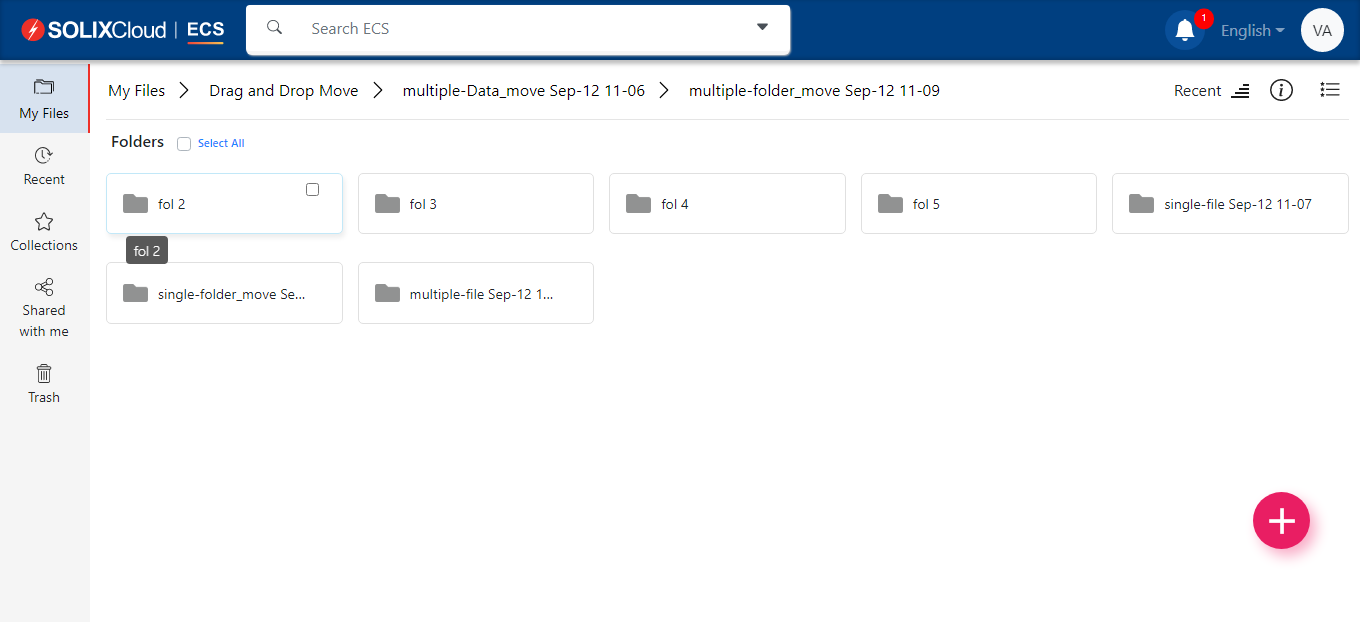 SOLIXCloud | ECS
Search ECS
1
English
VA
My Files
Recent
Collections
Shared
with me
Trash
My Files > Drag and Drop Move > multiple-Data_move Sep-12 11-06 > multiple-folder_move Sep-12 11-09
Recent
Folders Select All
fol 2
fol 3
fol 4
fol 5
single-file Sep-12 11-07
fol 2
single-folder_move Se...
multiple-file Sep-12 1...